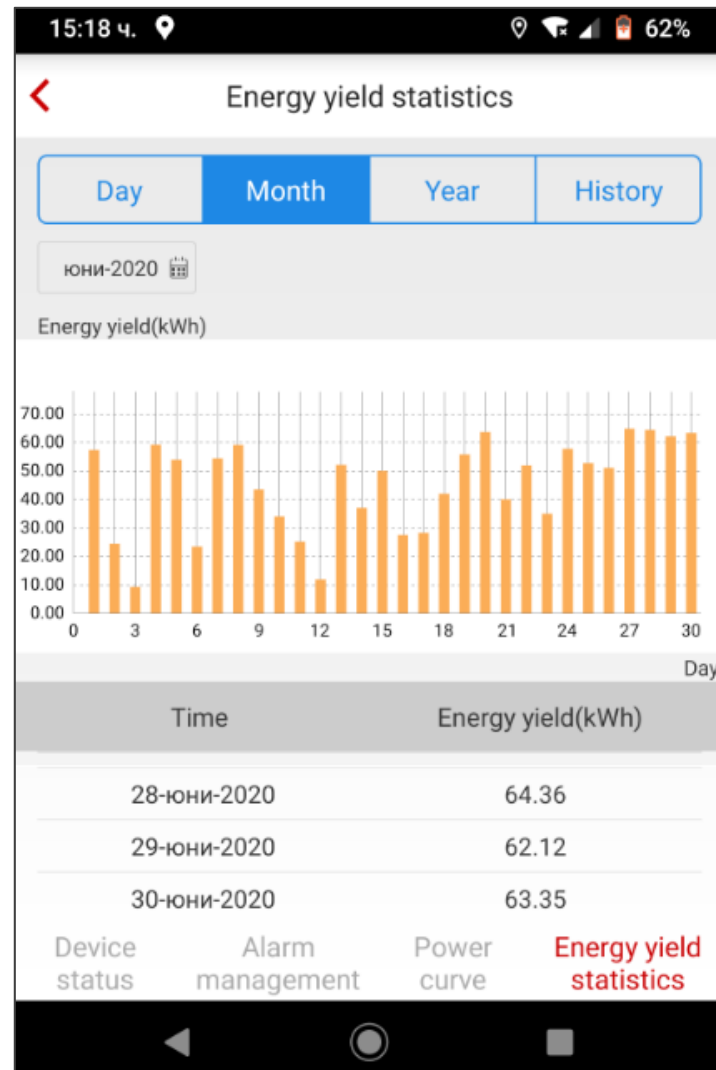 15:18 ч. 62%
Energy yield statistics
Day Month Year History
юни-2020
Energy yield(kWh)
70.00
60.00
50.00
40.00
30.00
20.00
10.00
0.00
0 3 6 9 12 15 18 21 24 27 30
Day
Time Energy yield(kWh)
28-юни-2020 64.36
29-юни-2020 62.12
30-юни-2020 63.35
Device Alarm Power Energy yield
status management curve statistics